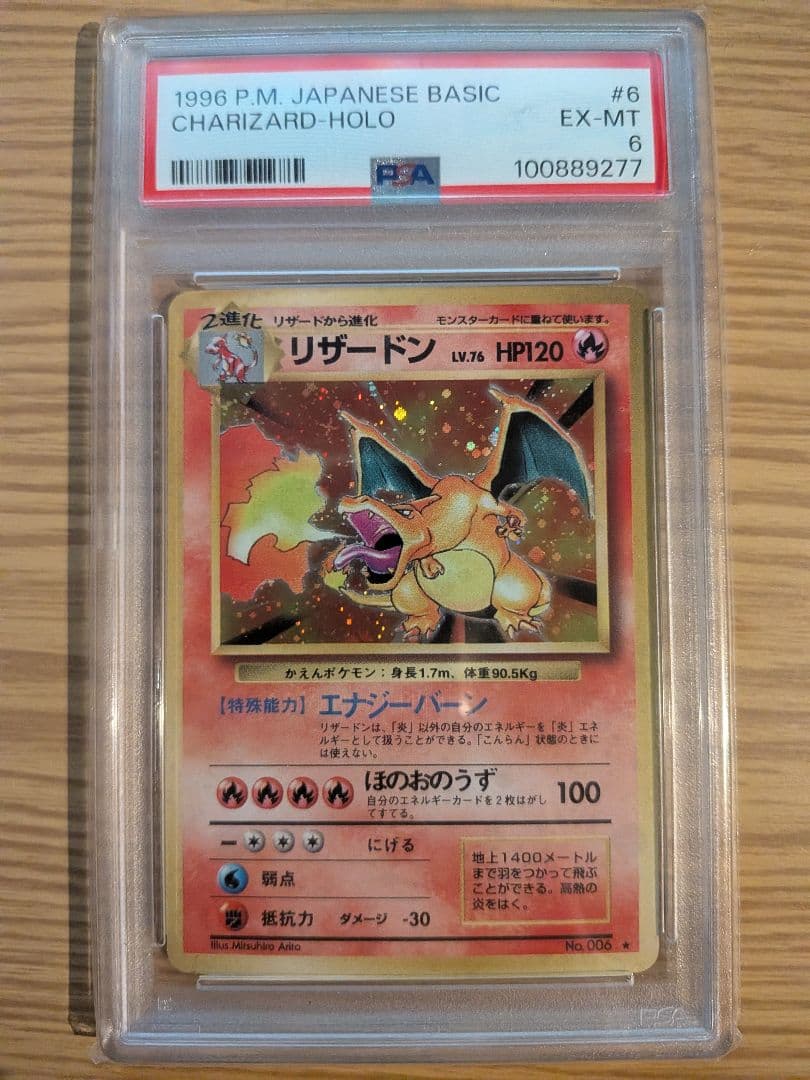 1996 P.M. JAPANESE BASIC #6
CHARIZARD-HOLO EX-MT
6
PSA 100889277
2進化 リザードから進化 モンスターカードに重ねて使います。
リザードン LV.76 HP120
かえんポケモン:身長1.7m、体重90.5Kg
【特殊能力】エナジーバーン
リザードンは、「炎」以外の自分のエネルギーを「炎」エネ
ルギーとして扱うことができる。「こんらん」状態のときに
は使えない。
ほのおのうず 100
自分のエネルギーカードを2枚はがし
てすてる。
ー にげる
弱点
抵抗力 ダメージ -30
地上1400メートル
まで羽をつかって飛ぶ
ことができる。高熱の
炎をはく。
Illus.Mitsuhiro Arita No. 006 ★
PSA